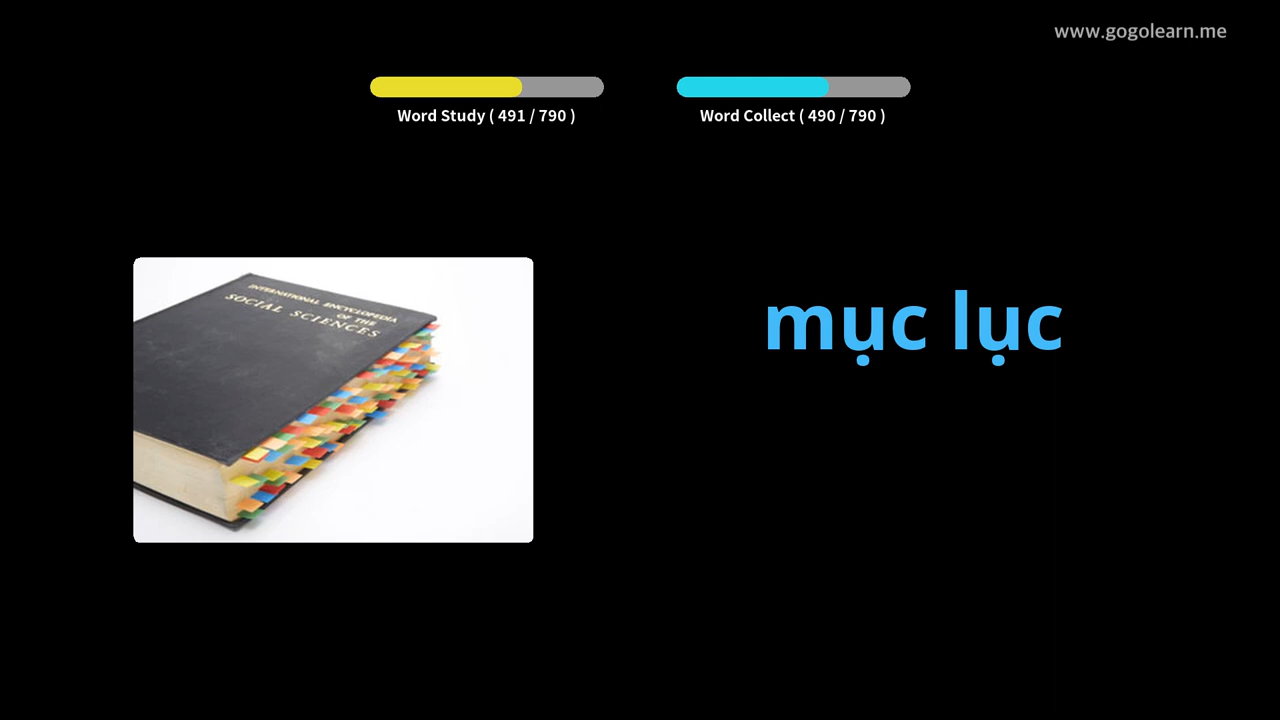 www.gogolearn.me
Word Study ( 491 / 790 )
Word Collect ( 490 / 790 )
INTERNATIONAL ENCYCLOPEDIA
OF THE
SOCIAL SCIENCES
mục lục